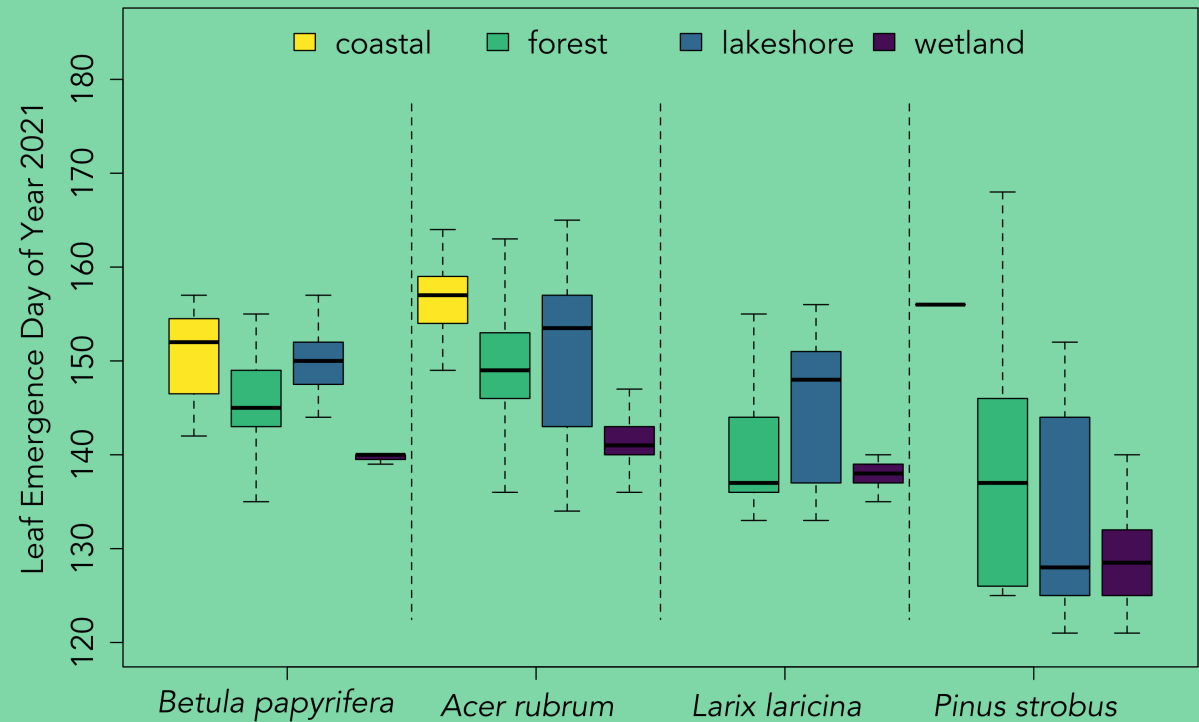 coastal forest lakeshore wetland
Leaf Emergence Day of Year 2021
180
170
160
150
140
130
120
Betula papyrifera Acer rubrum Larix laricina Pinus strobus